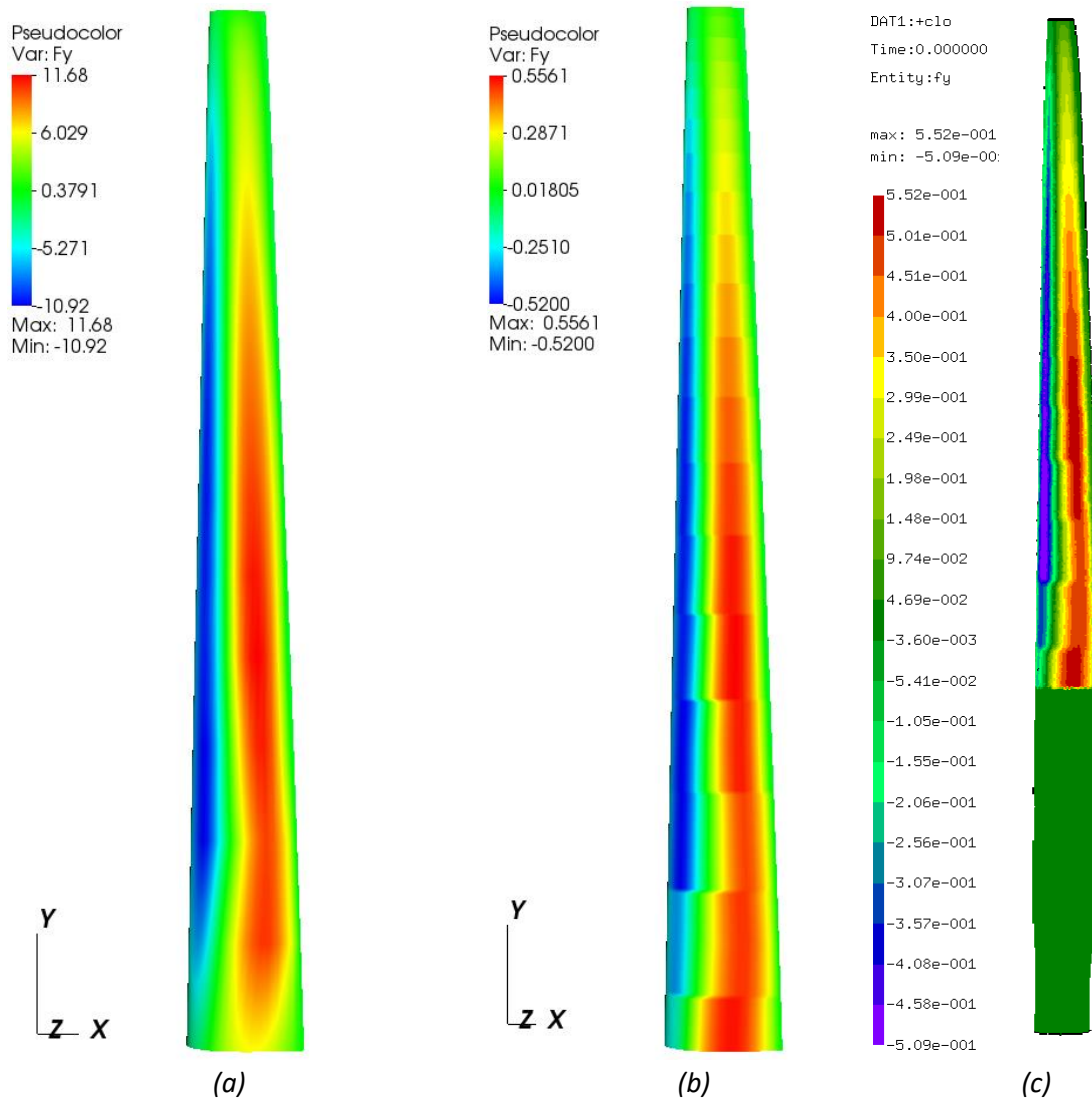 Pseudocolor
Var: Fy
11.68
6.029
0.3791
-5.271
-10.92
Max: 11.68
Min: -10.92
Y
Z X
(a)
Pseudocolor
Var: Fy
0.5561
0.2871
0.01805
-0.2510
-0.5200
Max: 0.5561
Min: -0.5200
Y
Z X
(b)
DAT1:+clo
Time:0.000000
Entity:fy
max: 5.52e-001
min: -5.09e-00
5.52e-001
5.01e-001
4.51e-001
4.00e-001
3.50e-001
2.99e-001
2.49e-001
1.98e-001
1.48e-001
9.74e-002
4.69e-002
-3.60e-003
-5.41e-002
-1.05e-001
-1.55e-001
-2.06e-001
-2.56e-001
-3.07e-001
-3.57e-001
-4.08e-001
-4.58e-001
-5.09e-001
(c)